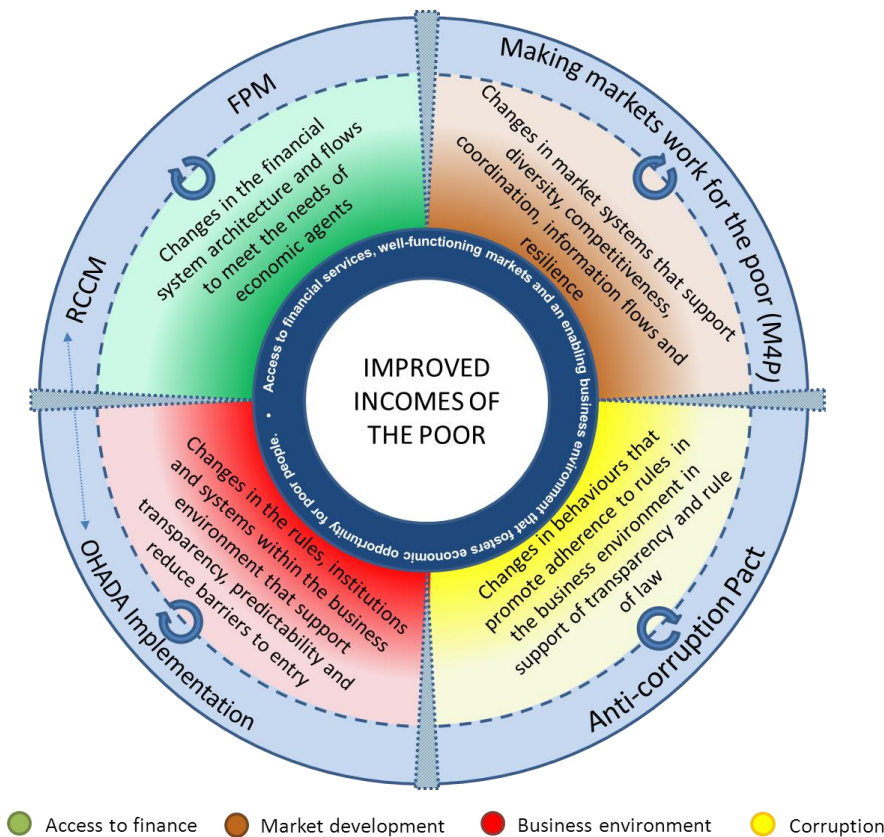 FPM
RCCM
Changes in the financial
system architecture and flows
to meet the needs of
economic agents
Making markets work for the poor (M4P)
Changes in market systems that support
diversity, competitiveness,
coordination, information flows and
resilience
Access to financial services, well-functioning markets and an enabling business environment that fosters economic opportunity for poor people. •
IMPROVED
INCOMES OF
THE POOR
OHADA Implementation
Changes in the rules, institutions
and systems within the business
environment that support
transparency, predictability and
reduce barriers to entry
Changes in behaviours that
promote adherence to rules in
the business environment in
support of transparency and rule
of law
Anti-corruption Pact
Access to finance
Market development
Business environment
Corruption